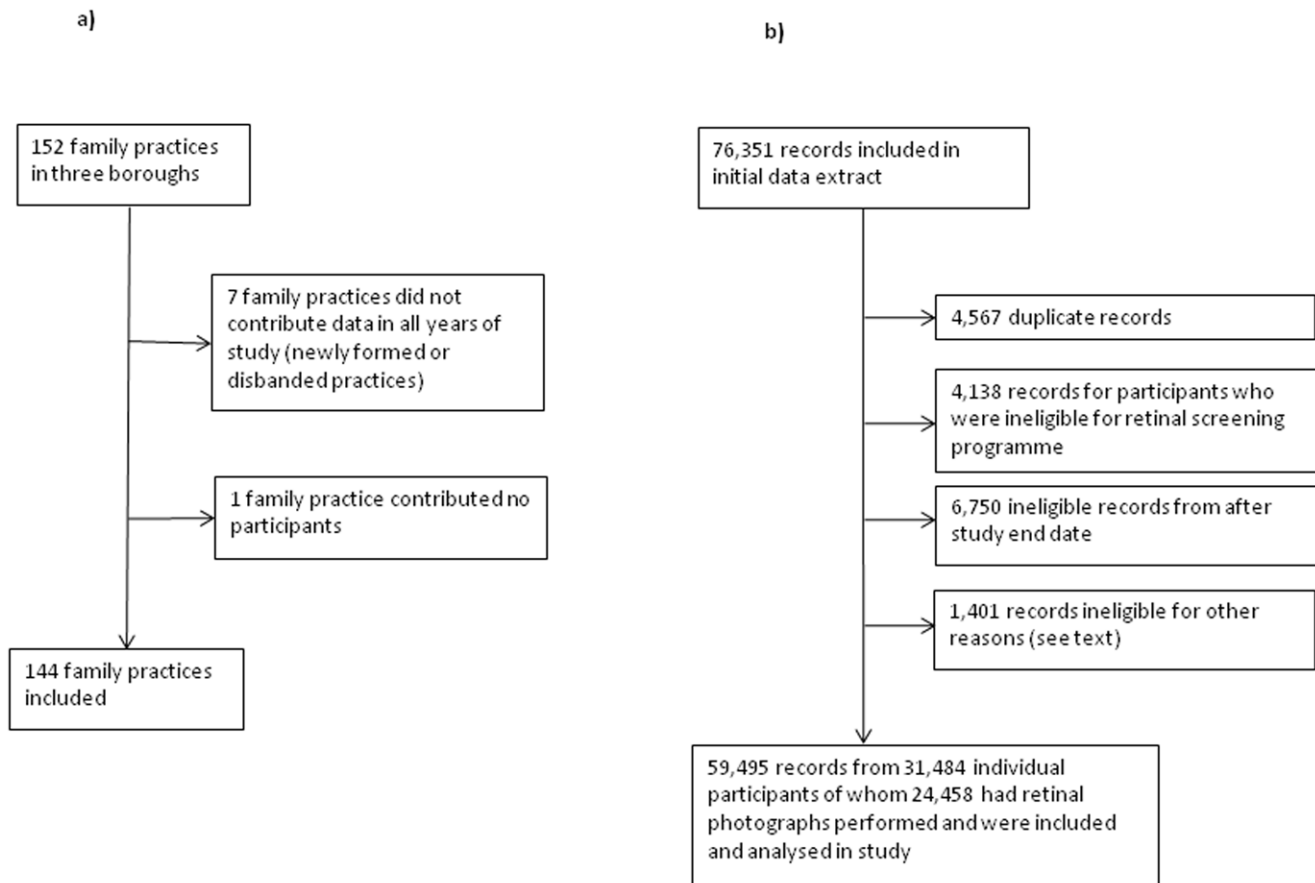 a)
152 family practices
in three boroughs
7 family practices did not
contribute data in all years of
study (newly formed or
disbanded practices)
1 family practice contributed no
participants
144 family practices
included
b)
76,351 records included in
initial data extract
4,567 duplicate records
4,138 records for participants who
were ineligible for retinal screening
programme
6,750 ineligible records from after
study end date
1,401 records ineligible for other
reasons (see text)
59,495 records from 31,484 individual
participants of whom 24,458 had retinal
photographs performed and were included
and analysed in study